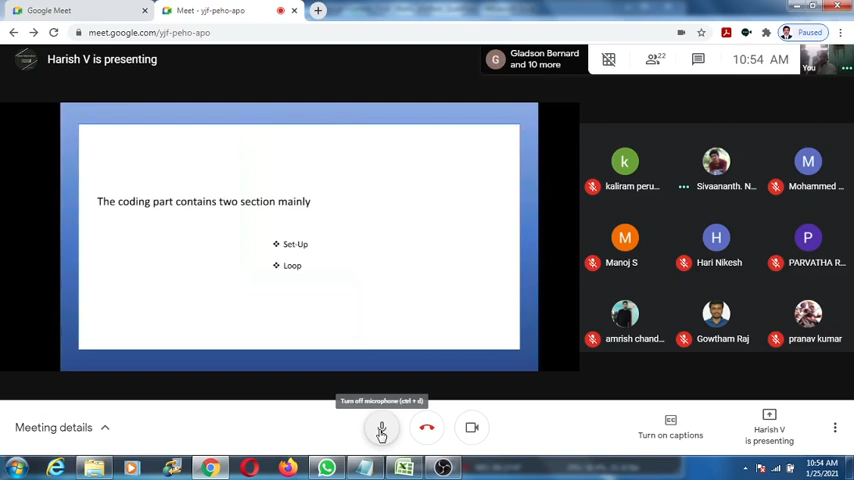 Google Meet
Meet - yjf-peho-apo
meet.google.com/yjf-peho-apo
Paused
Harish V is presenting
G
Gladson Bernard
and 10 more
22
10:54 AM
You
The coding part contains two section mainly
Set-Up
Loop
k
M
kaliram peru...
Sivaananth. N...
Mohammed ...
M
H
P
Manoj S
Hari Nikesh
PARVATHA R...
amrish chand...
Gowtham Raj
pranav kumar
Turn off microphone (ctrl + d)
Meeting details
Turn on captions
Harish V
is presenting
10:54 AM
1/25/2021